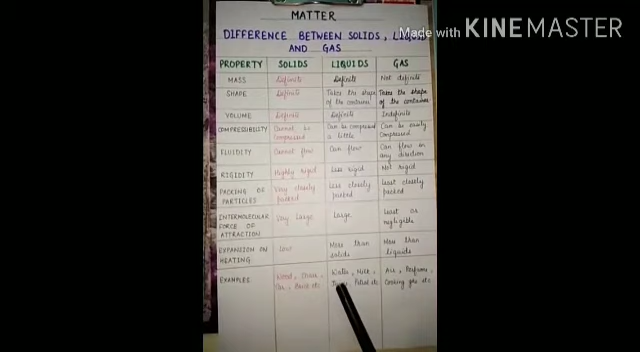 MATTER
Made with KINEMASTER
DIFFERENCE BETWEEN SOLIDS, LIQUID
AND GAS
PROPERTY SOLIDS LIQUIDS GAS
MASS Definite Definite Not definite
SHAPE Definite Takes the shape of the container Takes the shape of the container
VOLUME Definite Definite Indefinite
COMPRESSIBILITY Cannot be compressed Can be compressed a little Can be easily compressed
FLUIDITY Cannot flow Can flow Can flow in any direction
RIGIDITY Highly rigid Less rigid Not rigid
PACKING OF PARTICLES Very closely packed Less closely packed Least closely packed
INTERMOLECULAR FORCE OF ATTRACTION Very Large Large Least or negligible
EXPANSION ON HEATING Low More than solids More than liquids
EXAMPLES Wood, Chair, Car, Brick etc Water, Milk, Petrol etc Air, Perfume, Cooking gas etc